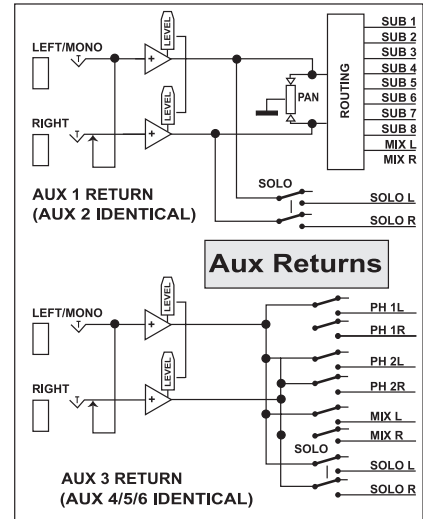 LEFT/MONO
T
+
LEVEL
RIGHT
T
+
LEVEL
PAN
ROUTING
SUB 1
SUB 2
SUB 3
SUB 4
SUB 5
SUB 6
SUB 7
SUB 8
MIX L
MIX R
SOLO
SOLO L
SOLO R
AUX 1 RETURN
(AUX 2 IDENTICAL)
Aux Returns
LEFT/MONO
T
+
LEVEL
RIGHT
T
+
LEVEL
PH 1L
PH 1R
PH 2L
PH 2R
MIX L
MIX R
SOLO
SOLO L
SOLO R
AUX 3 RETURN
(AUX 4/5/6 IDENTICAL)